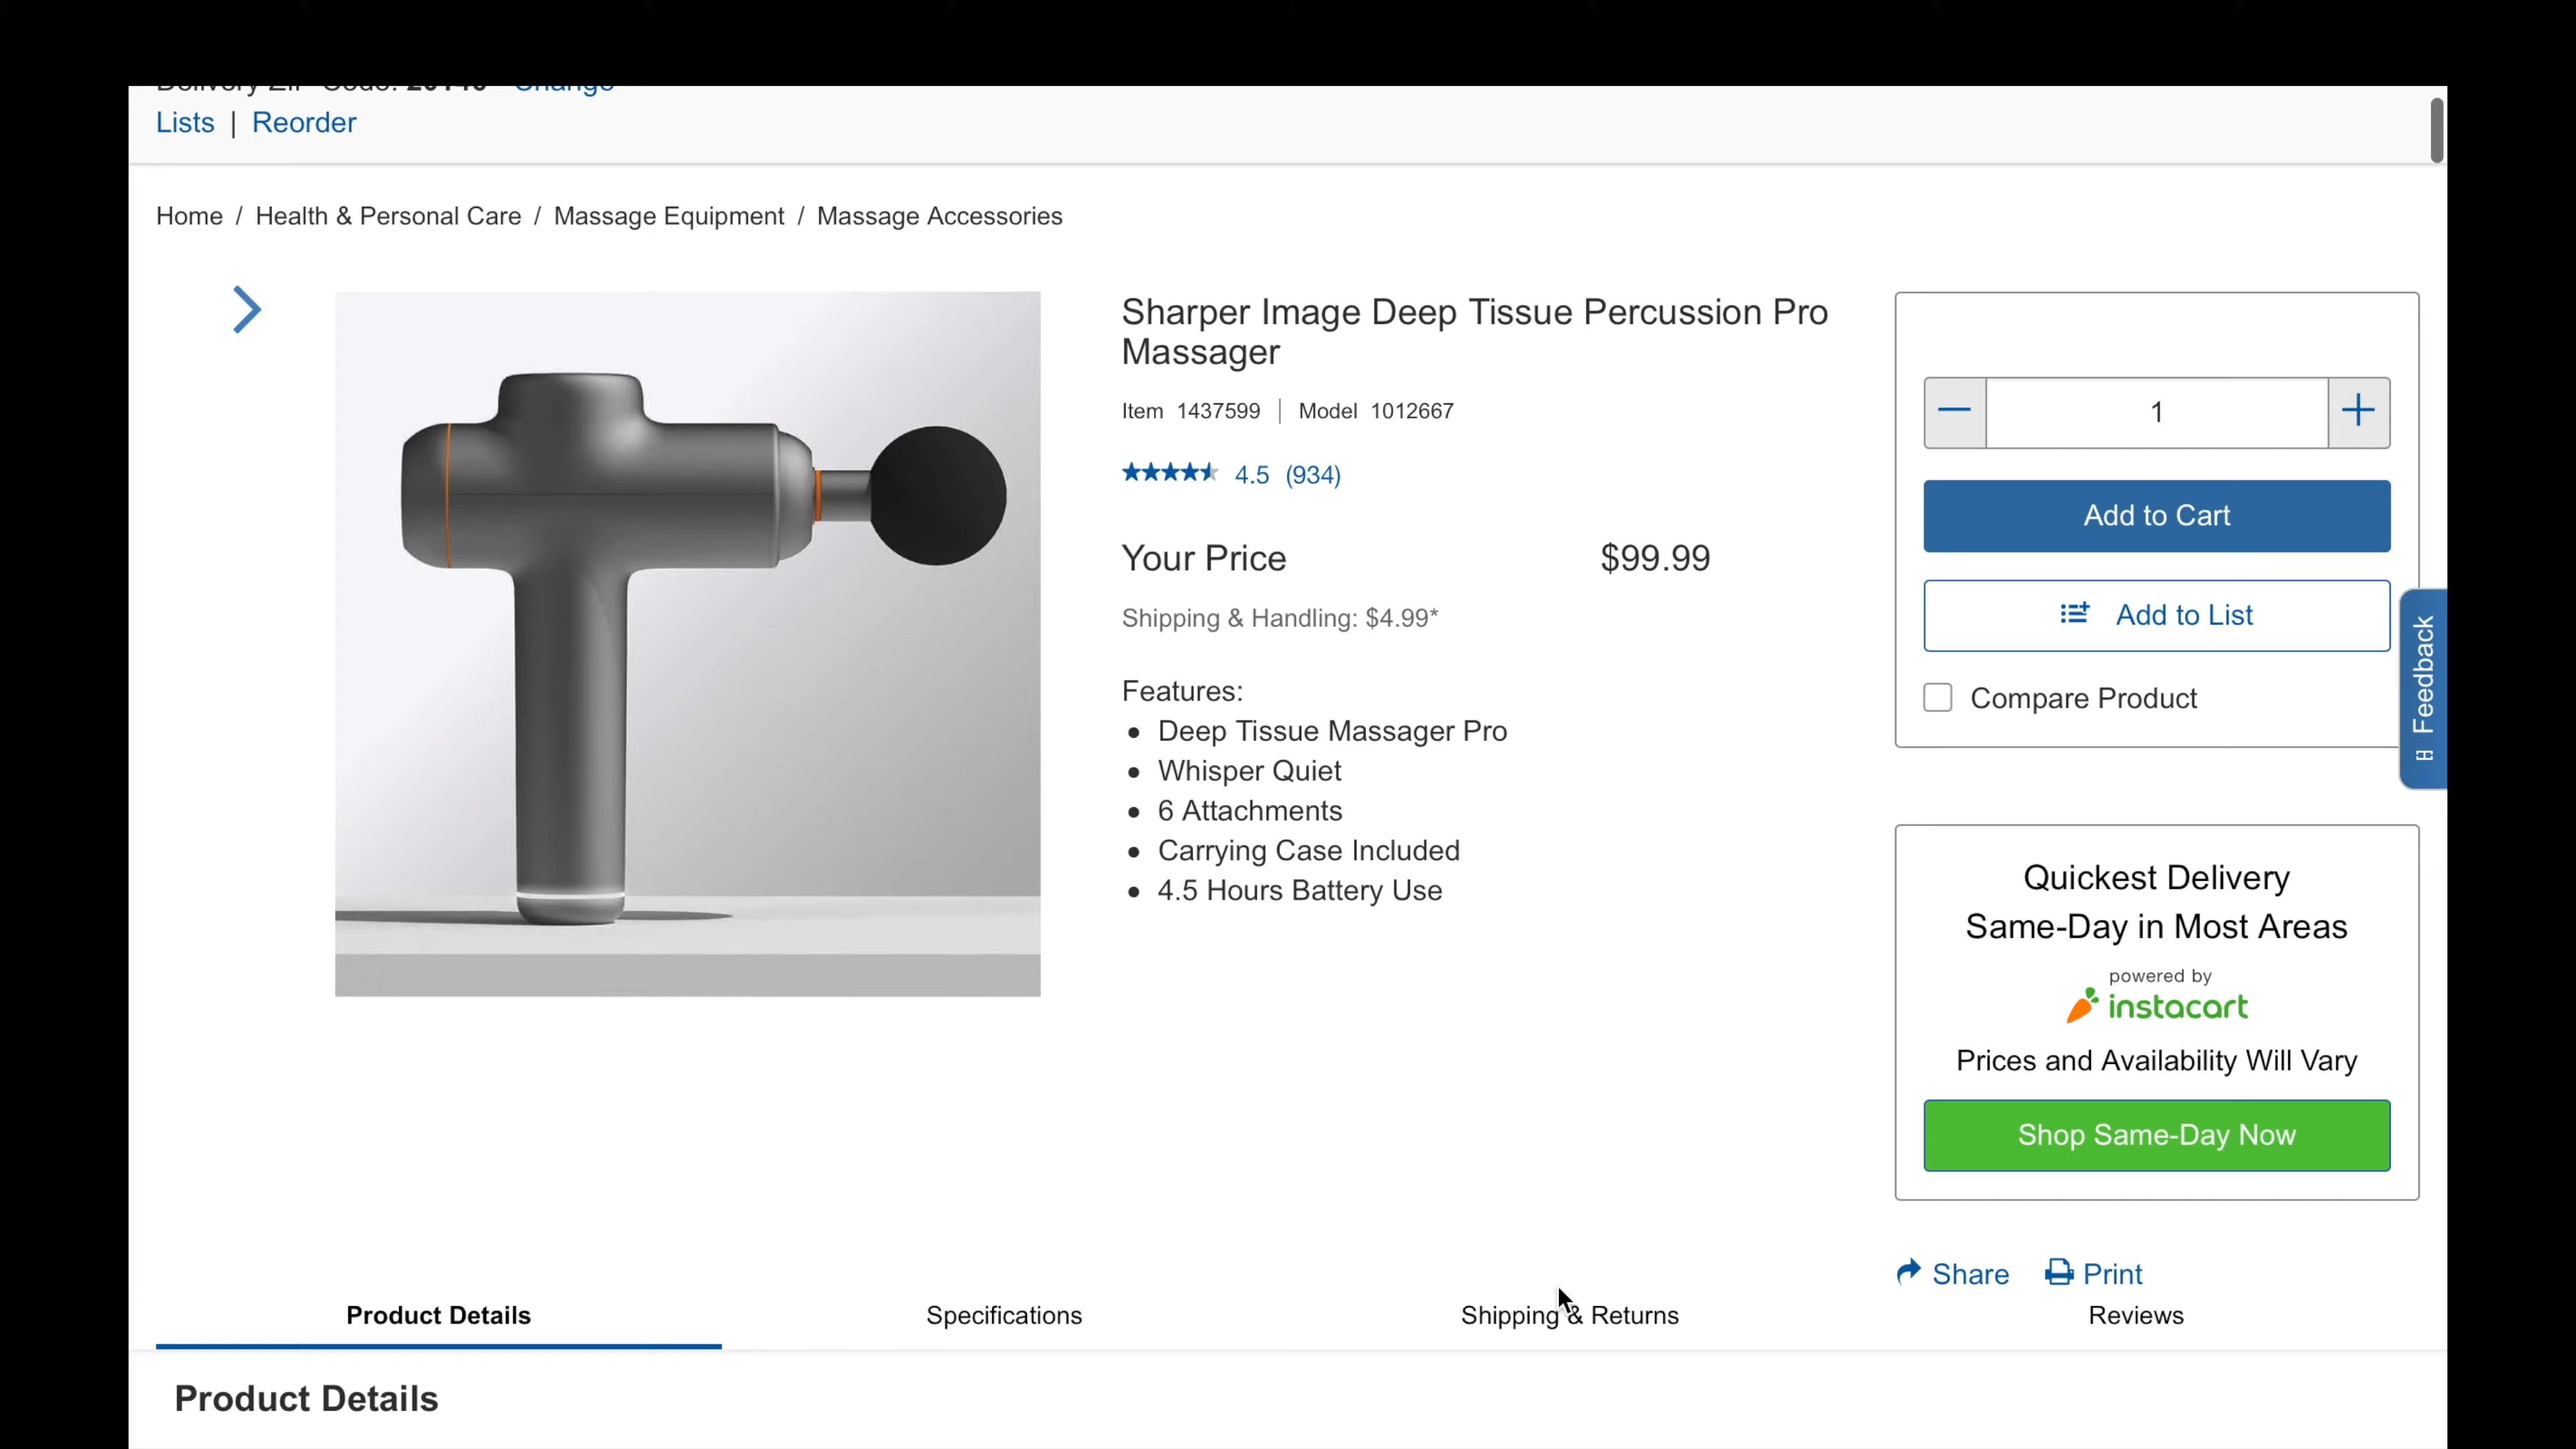 Lists | Reorder
Home / Health & Personal Care / Massage Equipment / Massage Accessories
Sharper Image Deep Tissue Percussion Pro
Massager
Item 1437599 | Model 1012667
4.5 (934)
Your Price $99.99
Shipping & Handling: $4.99*
Features:
Deep Tissue Massager Pro
Whisper Quiet
6 Attachments
Carrying Case Included
4.5 Hours Battery Use
1
Add to Cart
Add to List
Compare Product
Feedback
Quickest Delivery
Same-Day in Most Areas
powered by
instacart
Prices and Availability Will Vary
Shop Same-Day Now
Share Print
Product Details Specifications Shipping & Returns Reviews
Product Details